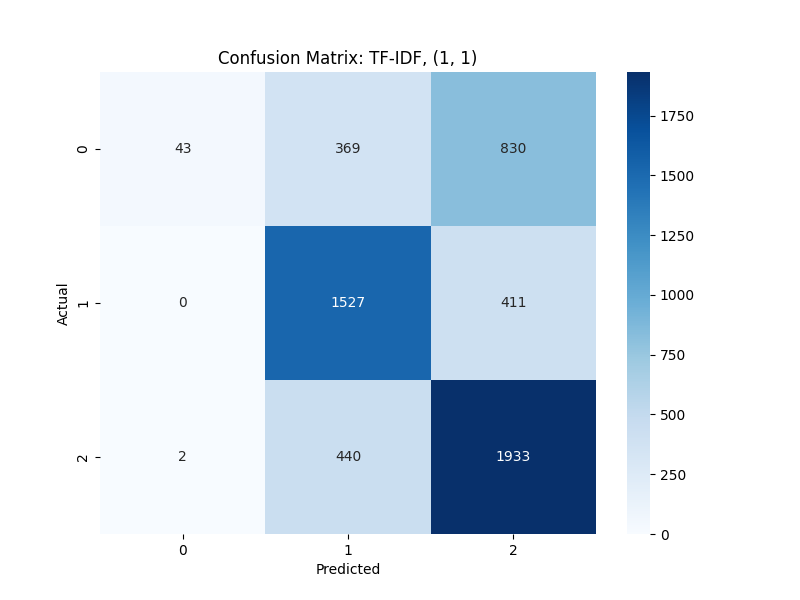 Confusion Matrix: TF-IDF, (1, 1)
0 43 369 830
1 0 1527 411
2 2 440 1933
0 1 2
Actual
Predicted
1750
1500
1250
1000
750
500
250
0